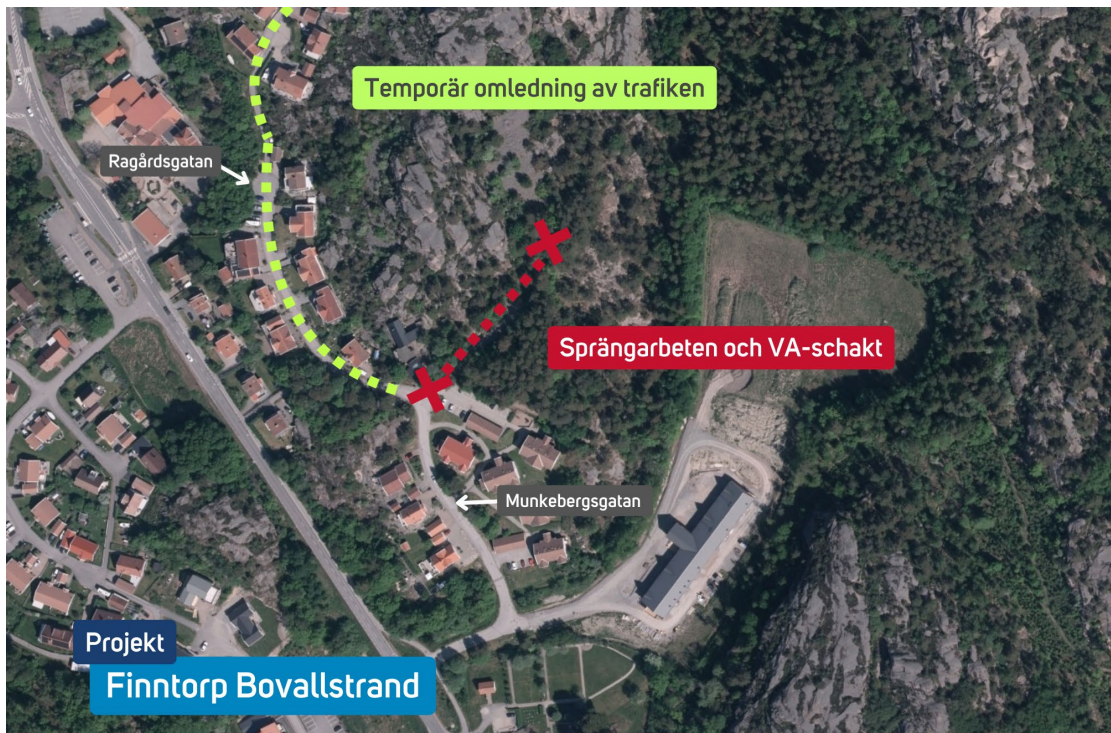 Temporär omledning av trafiken
Ragårdsgatan
Sprängarbeten och VA-schakt
Munkebergsgatan
Projekt
Finntorp Bovallstrand